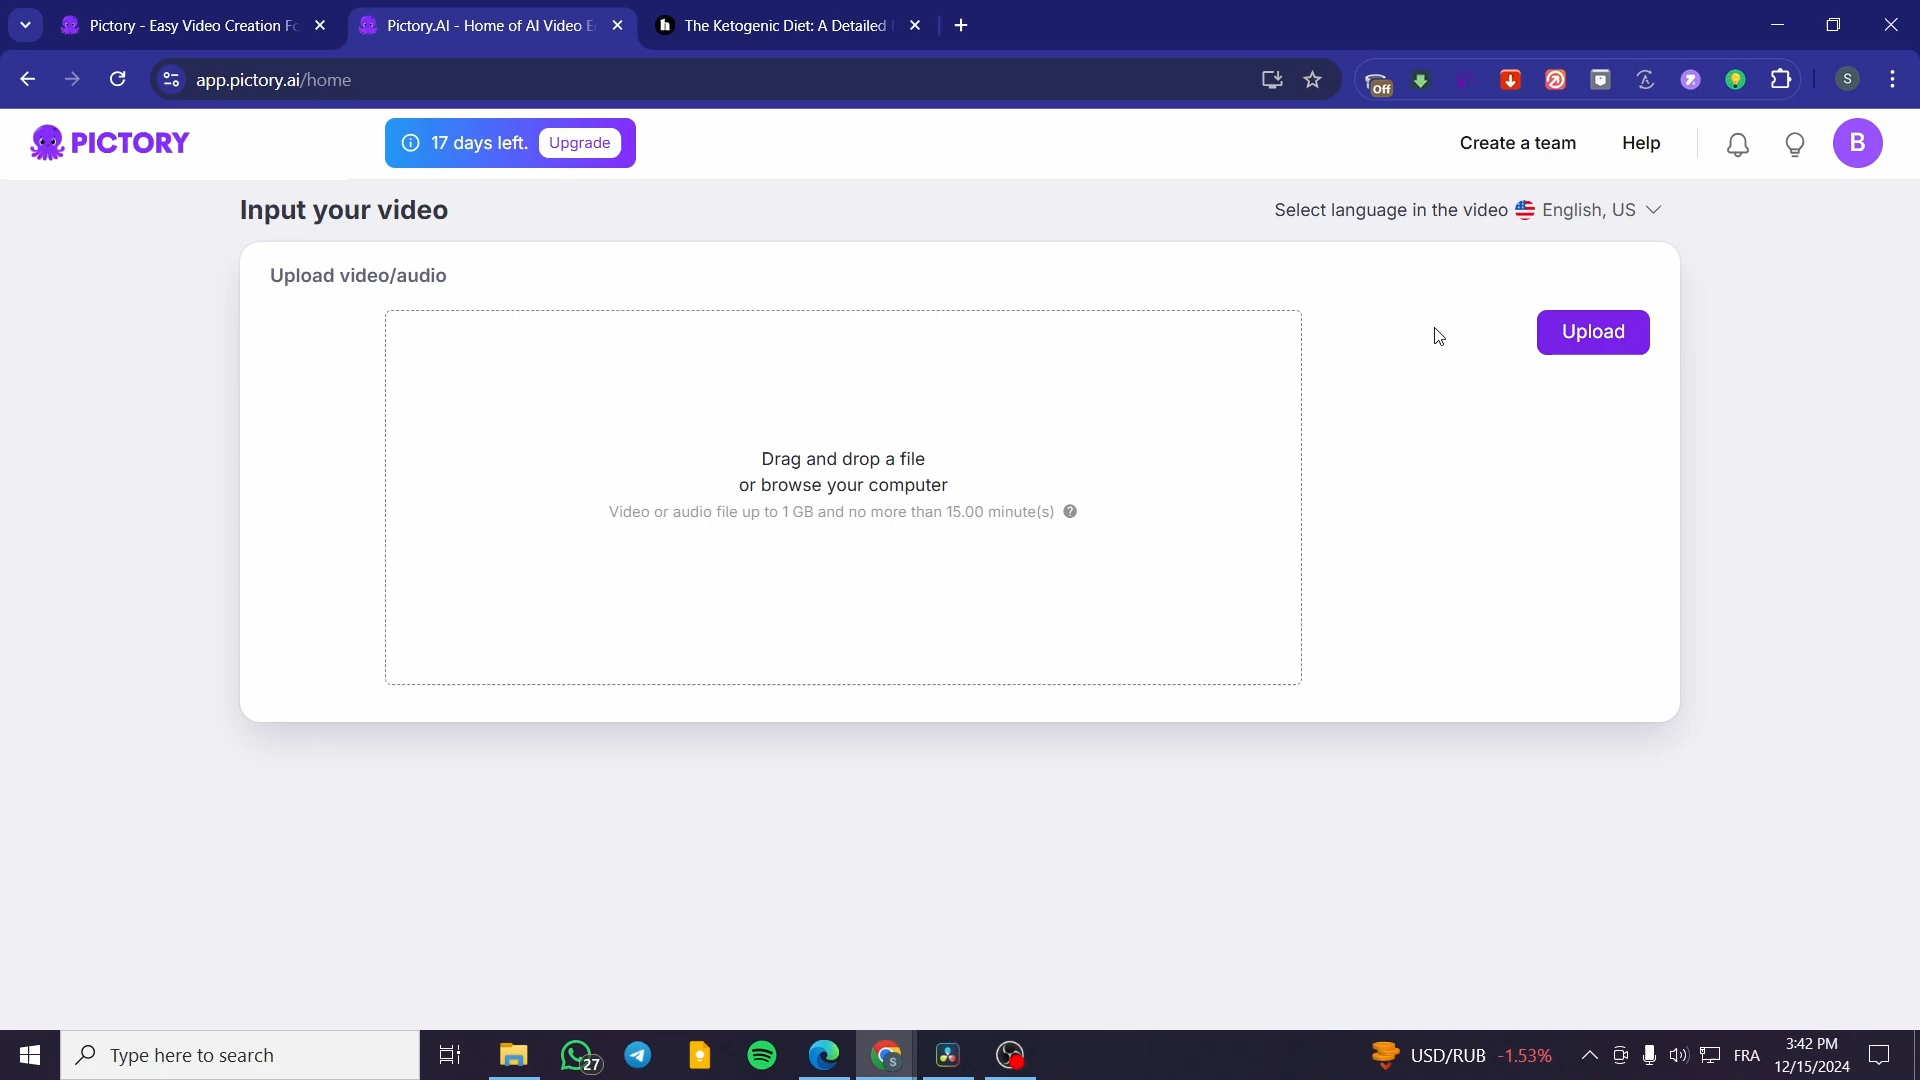 Pictory - Easy Video Creation Fo
Pictory.AI - Home of AI Video E
The Ketogenic Diet: A Detailed
app.pictory.ai/home
Off
S
PICTORY
17 days left.
Upgrade
Create a team
Help
B
Input your video
Select language in the video
English, US
Upload video/audio
Upload
Drag and drop a file
or browse your computer
Video or audio file up to 1 GB and no more than 15.00 minute(s)
Type here to search
27
USD/RUB -1.53%
FRA
3:42 PM
12/15/2024